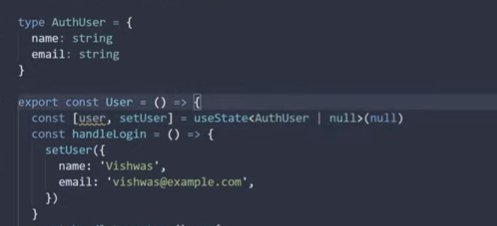 type AuthUser = {
name: string
email: string
}
export const User = () => {
const [user, setUser] = useState<AuthUser | null>(null)
const handleLogin = () => {
setUser({
name: 'Vishwas',
email: 'vishwas@example.com',
})
}